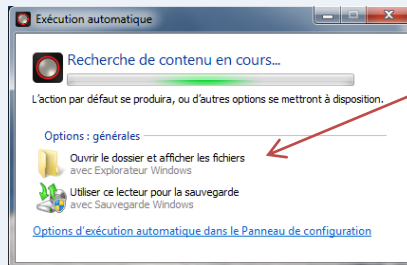 Exécution automatique
Recherche de contenu en cours...
L'action par défaut se produira, ou d'autres options se mettront à disposition.
Options : générales
Ouvrir le dossier et afficher les fichiers
avec Explorateur Windows
Utiliser ce lecteur pour la sauvegarde
avec Sauvegarde Windows
Options d'exécution automatique dans le Panneau de configuration